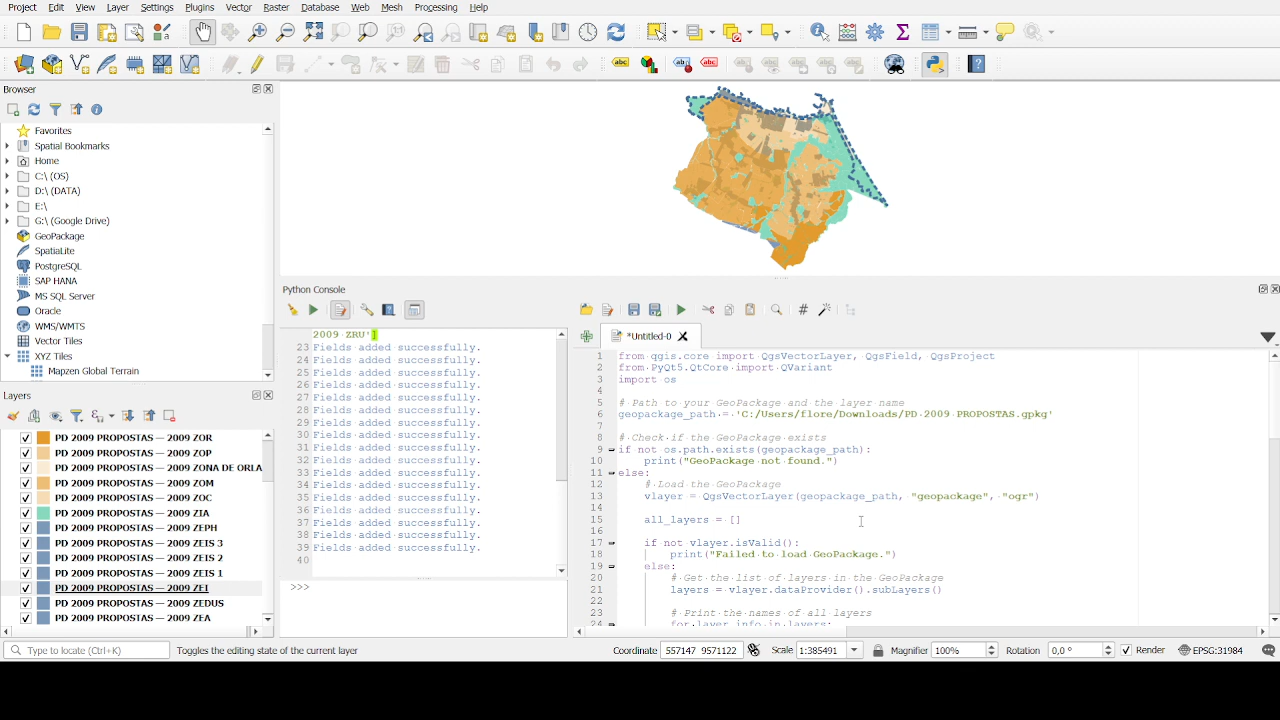 Project Edit View Layer Settings Plugins Vector Raster Database Web Mesh Processing Help
Browser
Favorites
Spatial Bookmarks
Home
C:\ (OS)
D:\ (DATA)
E:\
G:\ (Google Drive)
GeoPackage
SpatiaLite
PostgreSQL
SAP HANA
MS SQL Server
Oracle
WMS/WMTS
Vector Tiles
XYZ Tiles
Mapzen Global Terrain
Layers
PD 2009 PROPOSTAS — 2009 ZOR
PD 2009 PROPOSTAS — 2009 ZOP
PD 2009 PROPOSTAS — 2009 ZONA DE ORLA
PD 2009 PROPOSTAS — 2009 ZOM
PD 2009 PROPOSTAS — 2009 ZOC
PD 2009 PROPOSTAS — 2009 ZIA
PD 2009 PROPOSTAS — 2009 ZEPH
PD 2009 PROPOSTAS — 2009 ZEIS 3
PD 2009 PROPOSTAS — 2009 ZEIS 2
PD 2009 PROPOSTAS — 2009 ZEIS 1
PD 2009 PROPOSTAS — 2009 ZEI
PD 2009 PROPOSTAS — 2009 ZEDUS
PD 2009 PROPOSTAS — 2009 ZEA
Python Console
2009 ZRU']
23 Fields added successfully.
24 Fields added successfully.
25 Fields added successfully.
26 Fields added successfully.
27 Fields added successfully.
28 Fields added successfully.
29 Fields added successfully.
30 Fields added successfully.
31 Fields added successfully.
32 Fields added successfully.
33 Fields added successfully.
34 Fields added successfully.
35 Fields added successfully.
36 Fields added successfully.
37 Fields added successfully.
38 Fields added successfully.
39 Fields added successfully.
40
>>>
*Untitled-0
1 from qgis.core import QgsVectorLayer, QgsField, QgsProject
2 from PyQt5.QtCore import QVariant
3 import os
4
5 # Path to your GeoPackage and the layer name
6 geopackage_path = 'C:/Users/flore/Downloads/PD 2009 PROPOSTAS.gpkg'
7
8 # Check if the GeoPackage exists
9 if not os.path.exists(geopackage_path):
10 print("GeoPackage not found.")
11 else:
12 # Load the GeoPackage
13 vlayer = QgsVectorLayer(geopackage_path, "geopackage", "ogr")
14
15 all_layers = []
16
17 if not vlayer.isValid():
18 print("Failed to load GeoPackage.")
19 else:
20 # Get the list of layers in the GeoPackage
21 layers = vlayer.dataProvider().subLayers()
22
23 # Print the names of all layers
24 for layer_info in layers:
Type to locate (Ctrl+K) Toggles the editing state of the current layer Coordinate 557147 9571122 Scale 1:385491 Magnifier 100% Rotation 0,0 ° Render EPSG:31984